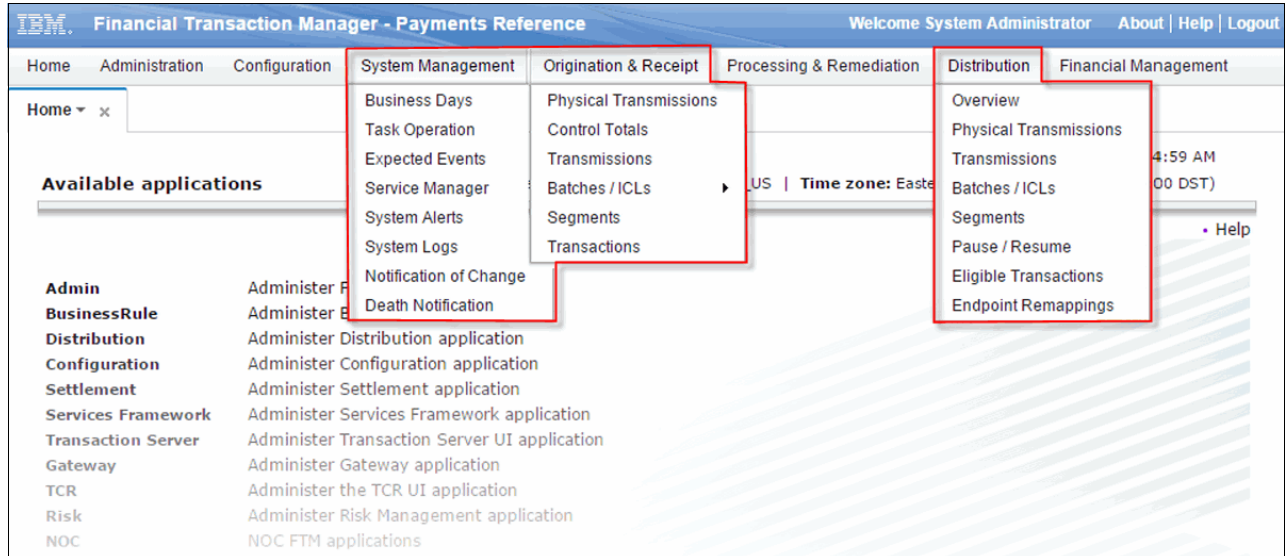 IBM. Financial Transaction Manager - Payments Reference Welcome System Administrator About | Help | Logout
Home Administration Configuration System Management Origination & Receipt Processing & Remediation Distribution Financial Management
Home
Business Days
Task Operation
Expected Events
Service Manager
System Alerts
System Logs
Notification of Change
Death Notification
Physical Transmissions
Control Totals
Transmissions
Batches / ICLs
Segments
Transactions
Overview
Physical Transmissions
Transmissions
Batches / ICLs
Segments
Pause / Resume
Eligible Transactions
Endpoint Remappings
4:59 AM
Available applications _US | Time zone: Easte 00 DST)
• Help
Admin Administer F
BusinessRule Administer B
Distribution Administer Distribution application
Configuration Administer Configuration application
Settlement Administer Settlement application
Services Framework Administer Services Framework application
Transaction Server Administer Transaction Server UI application
Gateway Administer Gateway application
TCR Administer the TCR UI application
Risk Administer Risk Management application
NOC NOC FTM applications